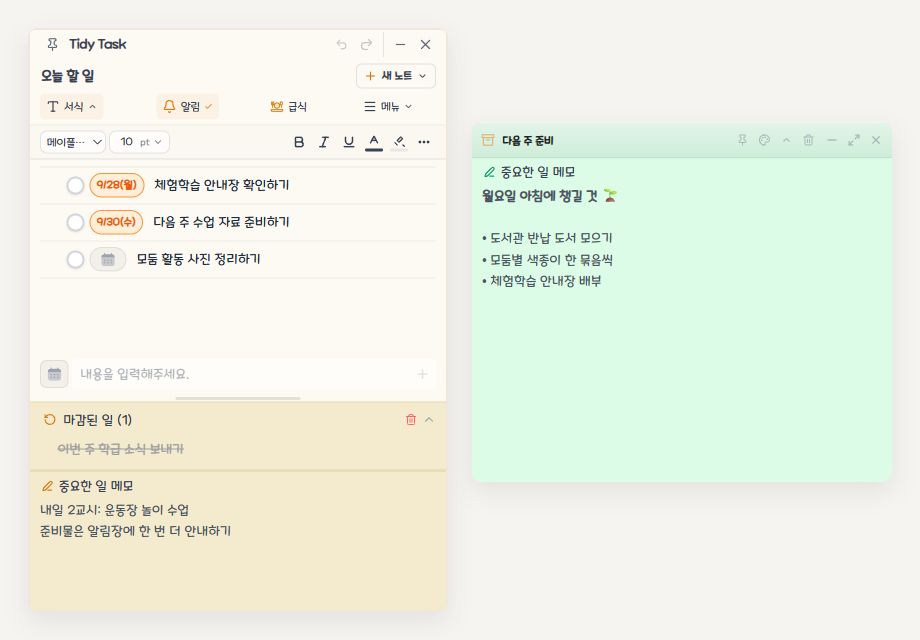 Tidy Task
오늘 할 일
+ 새 노트
서식
알림
급식
메뉴
메이플…
10 pt
B I U A
9/28(월) 체험학습 안내장 확인하기
9/30(수) 다음 주 수업 자료 준비하기
모둠 활동 사진 정리하기
내용을 입력해주세요.
마감된 일 (1)
이번 주 학급 소식 보내기
중요한 일 메모
내일 2교시: 운동장 놀이 수업
준비물은 알림장에 한 번 더 안내하기
다음 주 준비
중요한 일 메모
월요일 아침에 챙길 것 🌱
• 도서관 반납 도서 모으기
• 모둠별 색종이 한 묶음씩
• 체험학습 안내장 배부